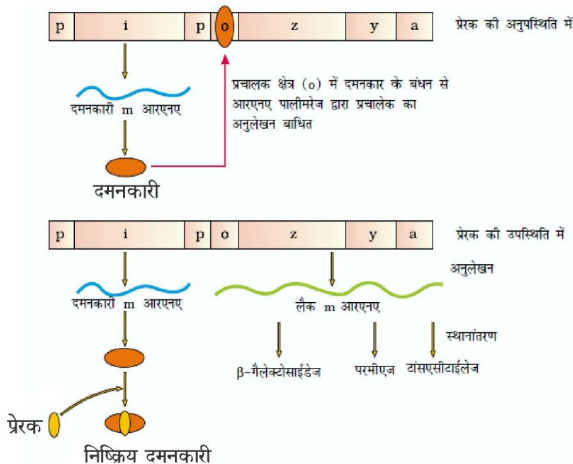 p i p o z y a प्रेरक की अनुपस्थिति में
प्रचालक क्षेत्र (o) में दमनकार के बंधन से
आरएनए पालीमरेज द्वारा प्रचालेक का
अनुलेखन बाधित
दमनकारी m आरएनए
दमनकारी
p i p o z y a प्रेरक की उपस्थिति में
अनुलेखन
दमनकारी m आरएनए लैक m आरएनए
स्थानांतरण
β-गैलेक्टोसाईडेज परमीएज टांसएसीटाईलेज
प्रेरक
निष्क्रिय दमनकारी